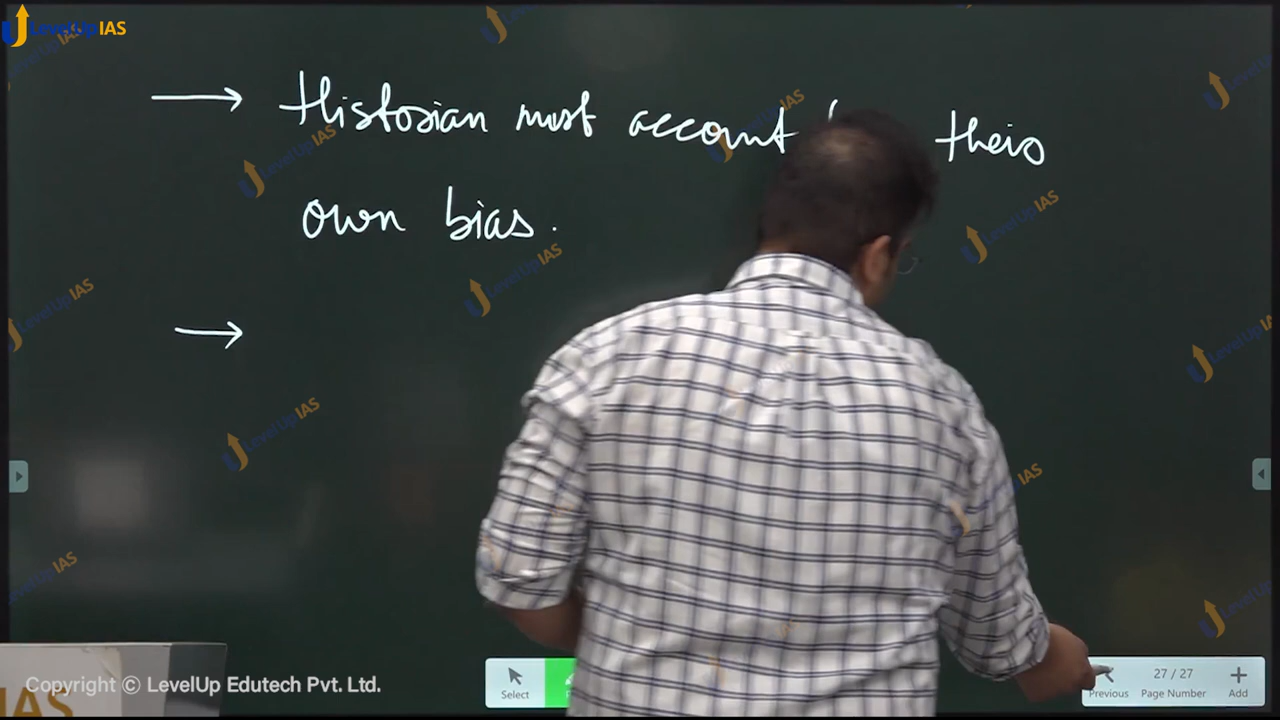 LevelUp IAS
→ Historian must account their
own bias.
→
Copyright © LevelUp Edutech Pvt. Ltd.
Select
27 / 27
Previous Page Number Add